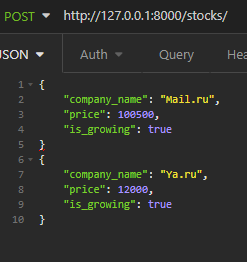 POST http://127.0.0.1:8000/stocks/
JSON Auth Query
1 {
2 "company_name": "Mail.ru",
3 "price": 100500,
4 "is_growing": true
5 }
6 {
7 "company_name": "Ya.ru",
8 "price": 12000,
9 "is_growing": true
10 }